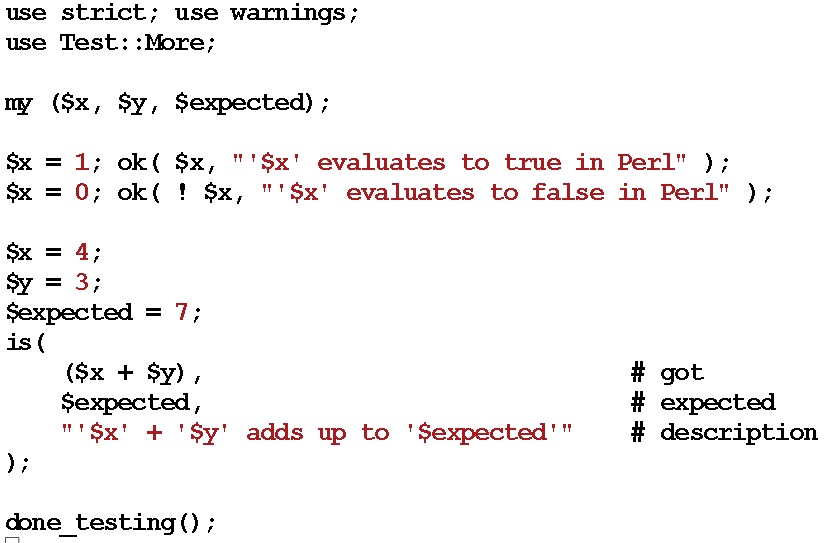 use strict; use warnings;
use Test::More;
my ($x, $y, $expected);
$x = 1; ok( $x, "'$x' evaluates to true in Perl" );
$x = 0; ok( ! $x, "'$x' evaluates to false in Perl" );
$x = 4;
$y = 3;
$expected = 7;
is(
    ($x + $y),                              # got
    $expected,                              # expected
    "'$x' + '$y' adds up to '$expected'"    # description
);
done_testing();